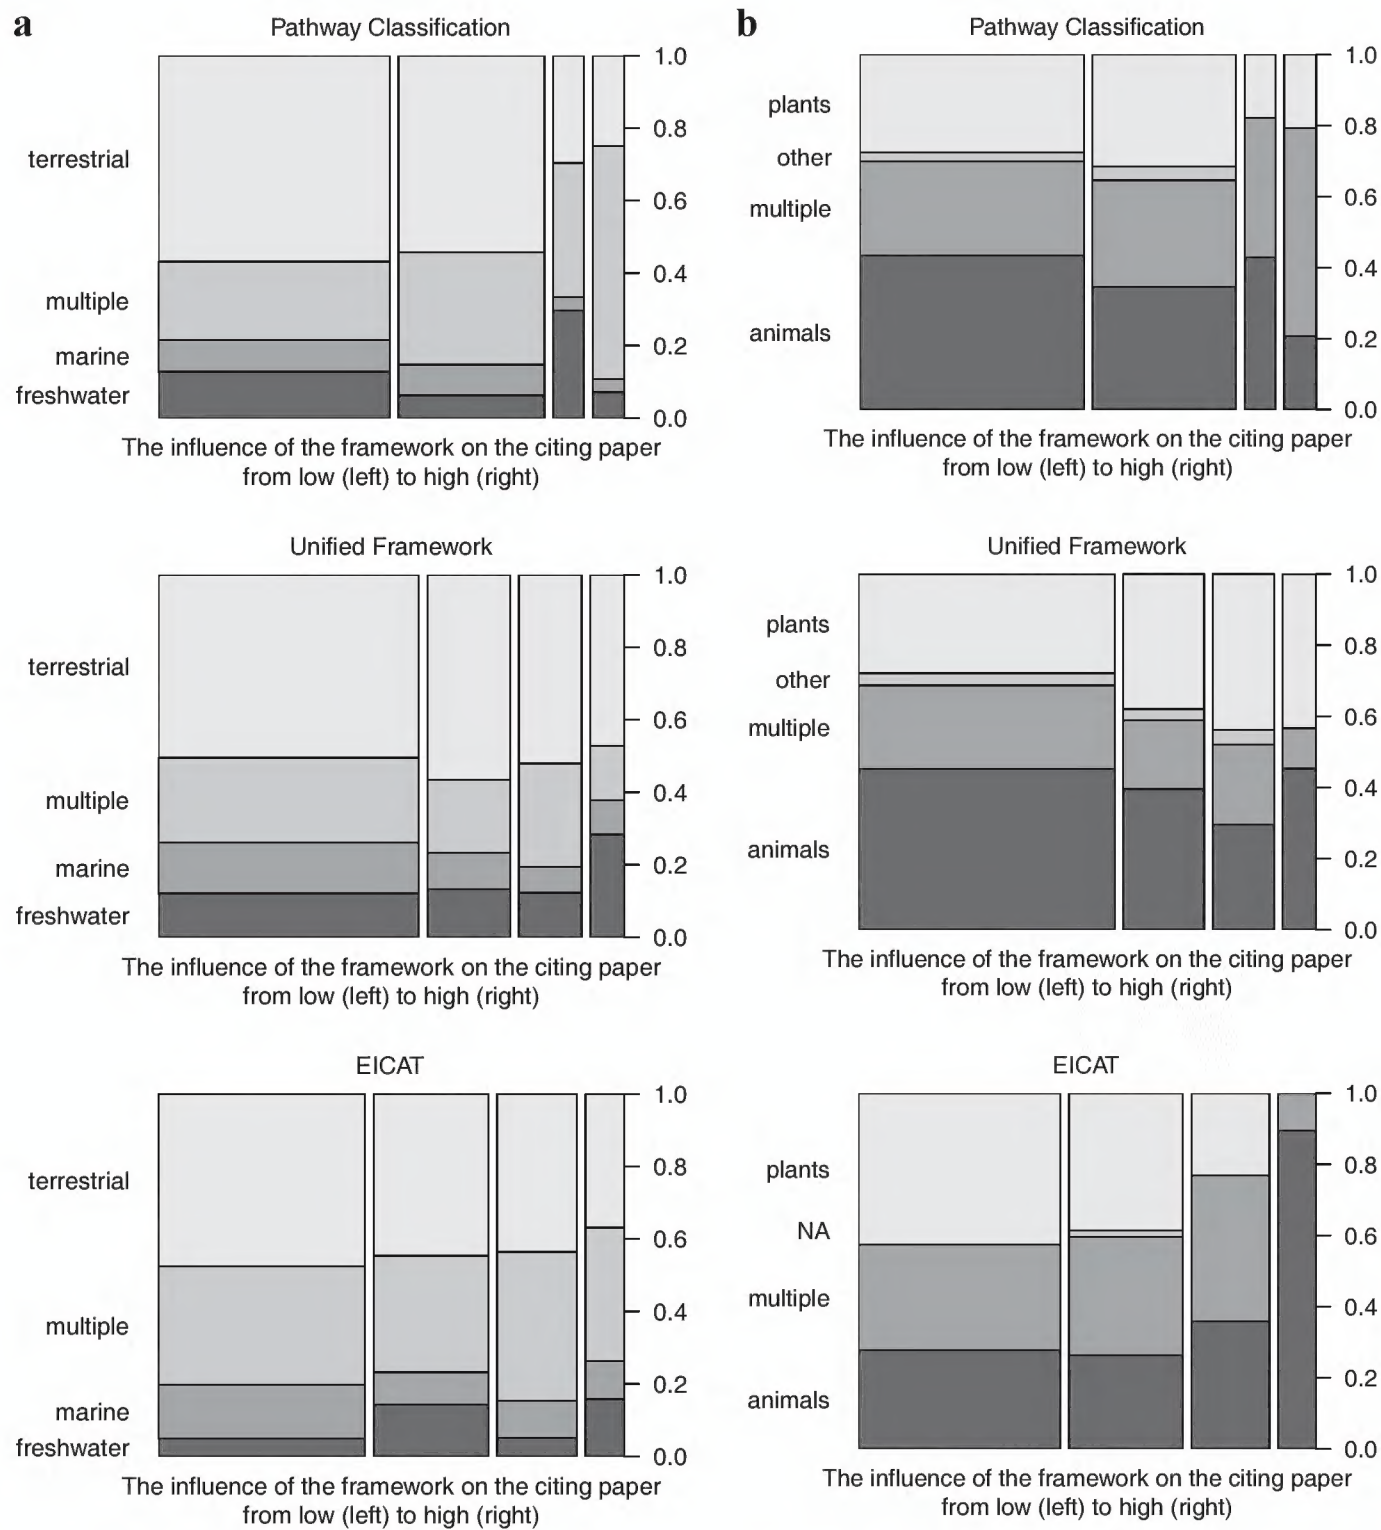 a
Pathway Classification
1.0
0.8
0.6
0.4
0.2
0.0
terrestrial
multiple
marine
freshwater
The influence of the framework on the citing paper
from low (left) to high (right)
Unified Framework
1.0
0.8
0.6
0.4
0.2
0.0
terrestrial
multiple
marine
freshwater
The influence of the framework on the citing paper
from low (left) to high (right)
EICAT
1.0
0.8
0.6
0.4
0.2
0.0
terrestrial
multiple
marine
freshwater
The influence of the framework on the citing paper
from low (left) to high (right)
b
Pathway Classification
1.0
0.8
0.6
0.4
0.2
0.0
plants
other
multiple
animals
The influence of the framework on the citing paper
from low (left) to high (right)
Unified Framework
1.0
0.8
0.6
0.4
0.2
0.0
plants
other
multiple
animals
The influence of the framework on the citing paper
from low (left) to high (right)
EICAT
1.0
0.8
0.6
0.4
0.2
0.0
plants
NA
multiple
animals
The influence of the framework on the citing paper
from low (left) to high (right)